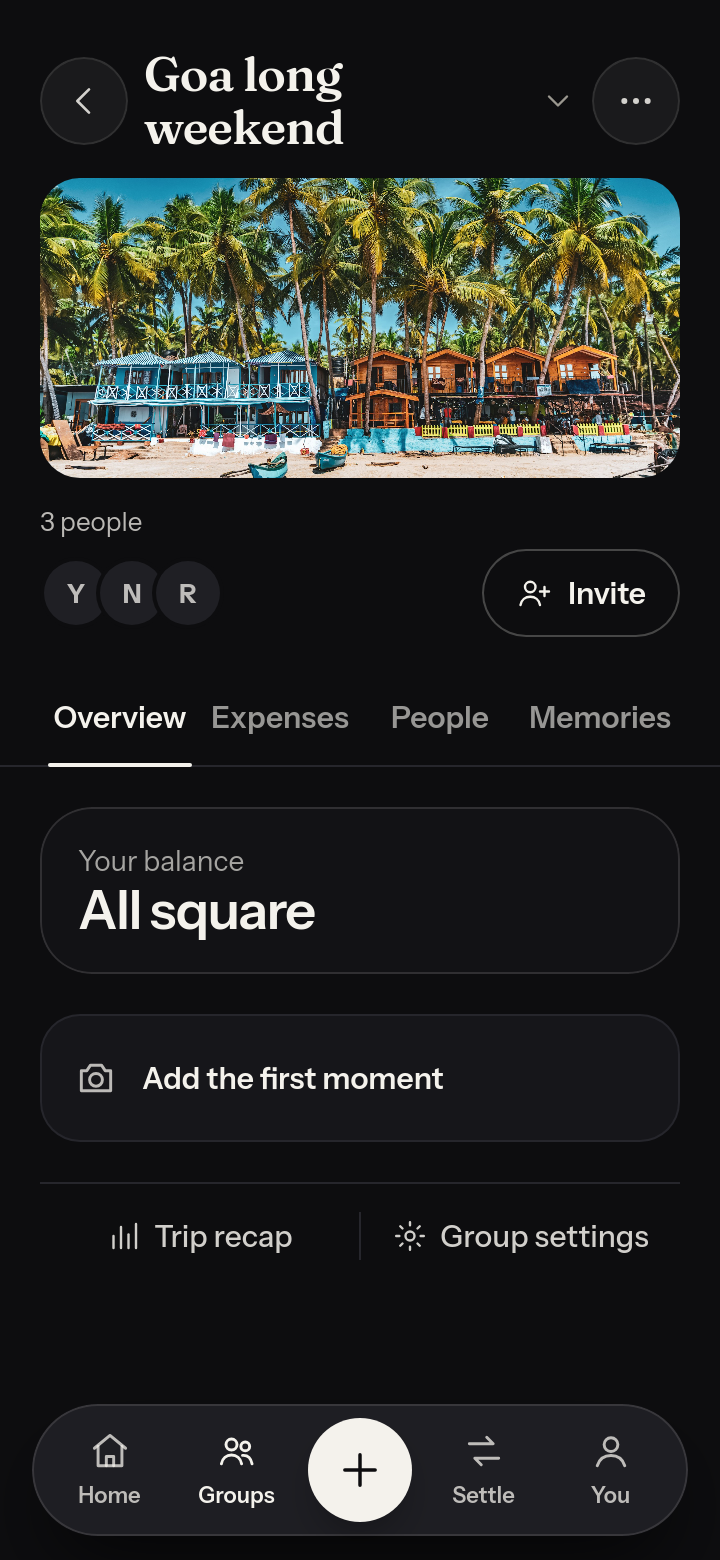 Goa long
weekend
3 people
Y N R
Invite
Overview Expenses People Memories
Your balance
All square
Add the first moment
Trip recap Group settings
Home Groups Settle You